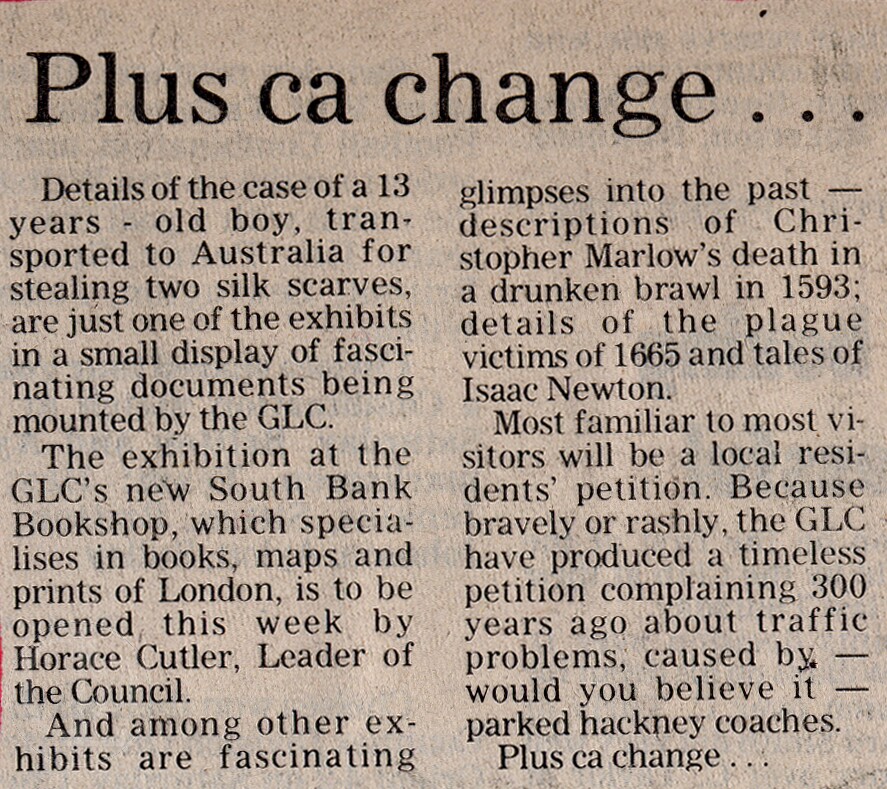 Plus ca change . . .
Details of the case of a 13
years - old boy, tran-
sported to Australia for
stealing two silk scarves,
are just one of the exhibits
in a small display of fasci-
nating documents being
mounted by the GLC.
The exhibition at the
GLC's new South Bank
Bookshop, which specia-
lises in books, maps and
prints of London, is to be
opened this week by
Horace Cutler, Leader of
the Council.
And among other ex-
hibits are fascinating
glimpses into the past —
descriptions of Chri-
stopher Marlow's death in
a drunken brawl in 1593;
details of the plague
victims of 1665 and tales of
Isaac Newton.
Most familiar to most vi-
sitors will be a local resi-
dents' petition. Because
bravely or rashly, the GLC
have produced a timeless
petition complaining 300
years ago about traffic
problems, caused by —
would you believe it —
parked hackney coaches.
Plus ca change . . .